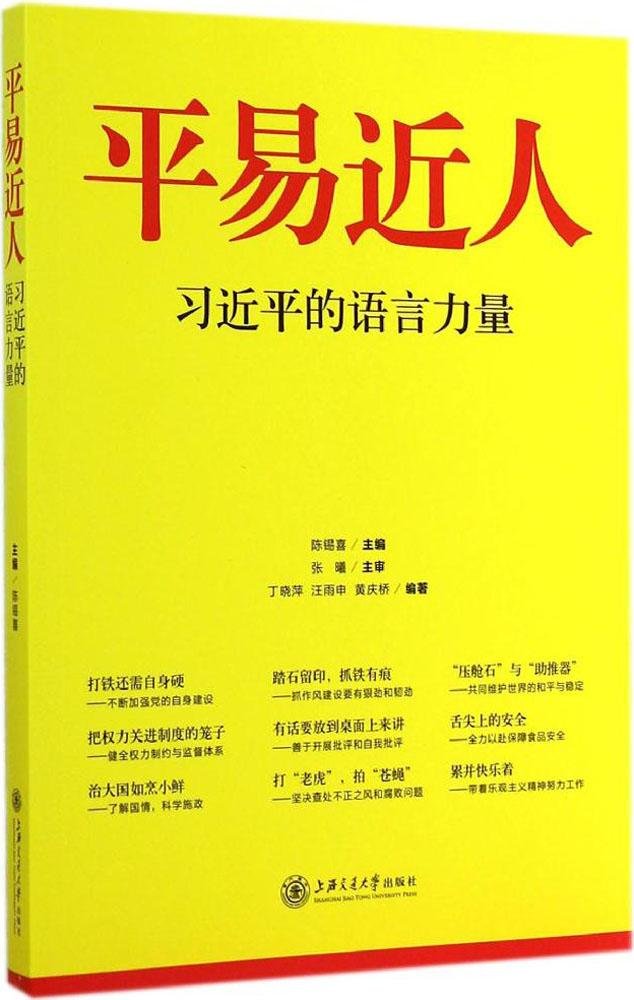 平易近人
习近平的语言力量
陈锡喜/主编
张 曦/主审
丁晓萍 汪雨申 黄庆桥/编著
打铁还需自身硬
——不断加强党的自身建设
把权力关进制度的笼子
——健全权力制约与监督体系
治大国如烹小鲜
——了解国情，科学施政
踏石留印，抓铁有痕
——抓作风建设要有狠劲和韧劲
有话要放到桌面上来讲
——善于开展批评和自我批评
打“老虎”，拍“苍蝇”
——坚决查处不正之风和腐败问题
“压舱石”与“助推器”
——共同维护世界的和平与稳定
舌尖上的安全
——全力以赴保障食品安全
累并快乐着
——带着乐观主义精神努力工作
上海交通大学出版社
SHANGHAI JIAO TONG UNIVERSITY PRESS
平易近人
习近平的
语言力量
主编/陈锡喜
上海交通大学出版社